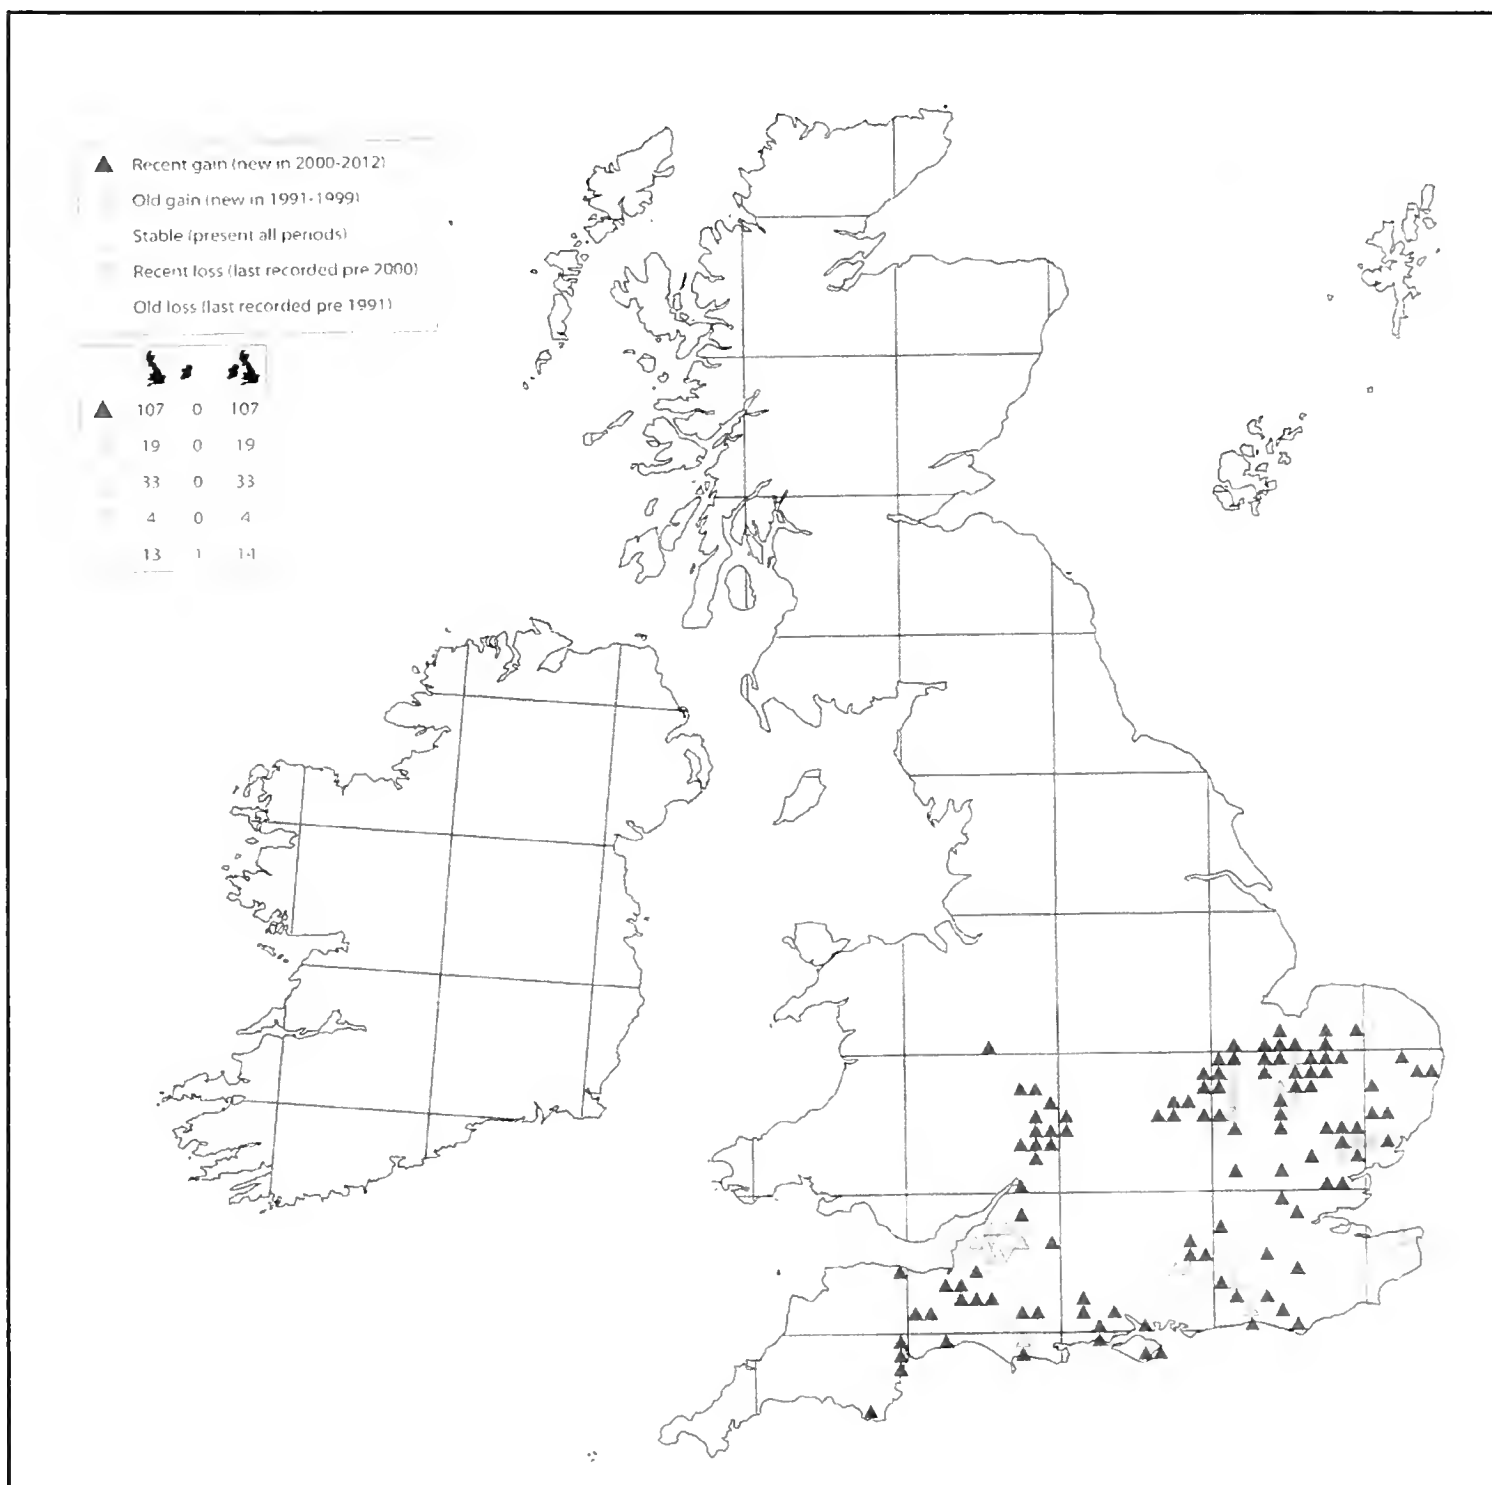 Recent gain (new in 2000-2012)
Old gain (new in 1991-1999)
Stable (present all periods)
Recent loss (last recorded pre 2000)
Old loss (last recorded pre 1991)
107 0 107
19 0 19
33 0 33
4 0 4
13 1 14